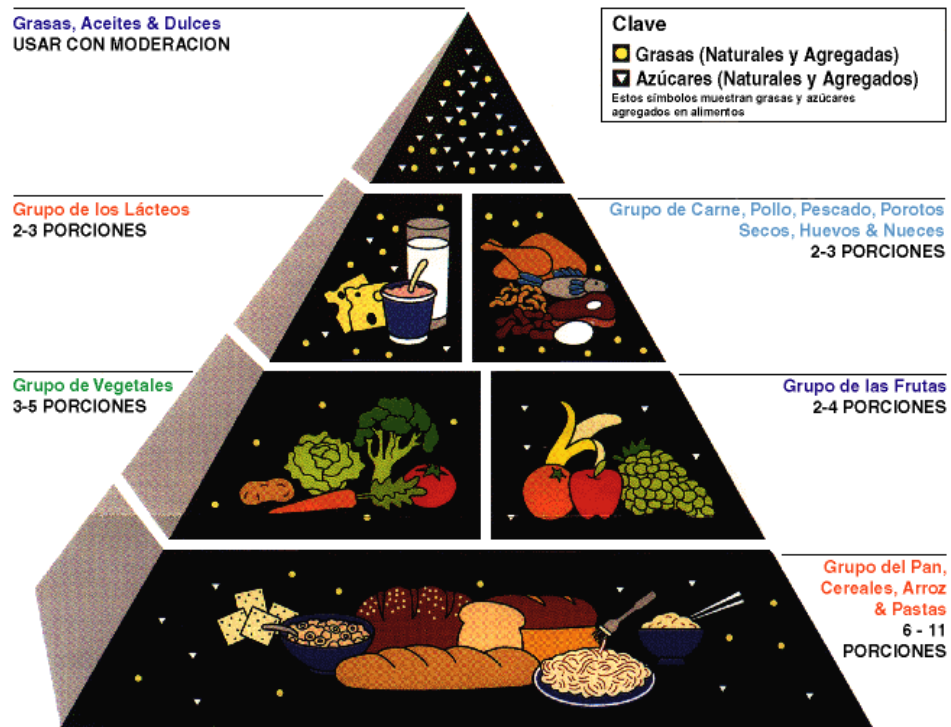 Grasas, Aceites & Dulces
USAR CON MODERACION
Clave
Grasas (Naturales y Agregadas)
Azúcares (Naturales y Agregados)
Estos símbolos muestran grasas y azúcares
agregados en alimentos
Grupo de los Lácteos
2-3 PORCIONES
Grupo de Carne, Pollo, Pescado, Porotos
Secos, Huevos & Nueces
2-3 PORCIONES
Grupo de Vegetales
3-5 PORCIONES
Grupo de las Frutas
2-4 PORCIONES
Grupo del Pan,
Cereales, Arroz
& Pastas
6 - 11
PORCIONES